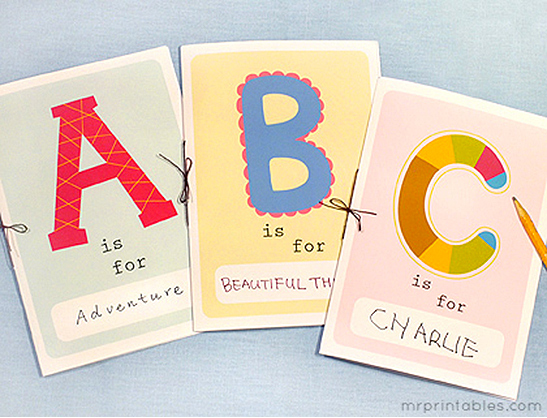 A
is
for
Adventure
B
is
for
BEAUTIFUL
C
is
for
CHARLIE
mrprintables.com